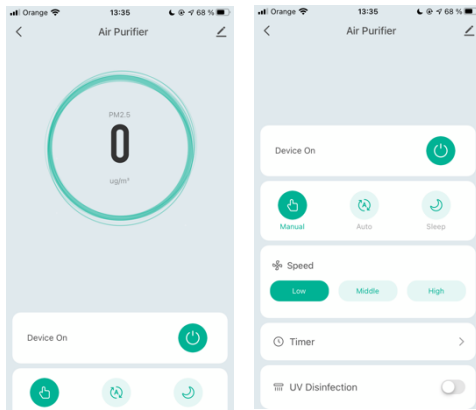 Orange 13:35 68 %
Air Purifier
PM2.5
0
ug/m³
Device On
Orange 13:35 68 %
Air Purifier
Device On
Manual Auto Sleep
Speed
Low Middle High
Timer
UV Disinfection